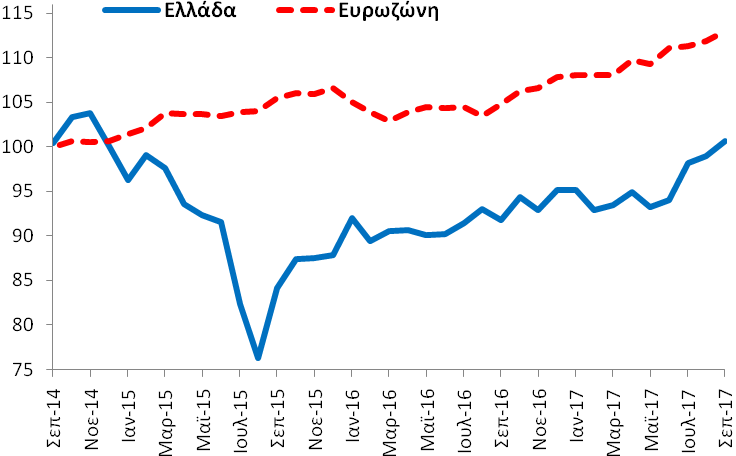 Ελλάδα
Ευρωζώνη
115
110
105
100
95
90
85
80
75
Σεπ-14
Νοε-14
Ιαν-15
Μαρ-15
Μαϊ-15
Ιουλ-15
Σεπ-15
Νοε-15
Ιαν-16
Μαρ-16
Μαϊ-16
Ιουλ-16
Σεπ-16
Νοε-16
Ιαν-17
Μαρ-17
Μαϊ-17
Ιουλ-17
Σεπ-17